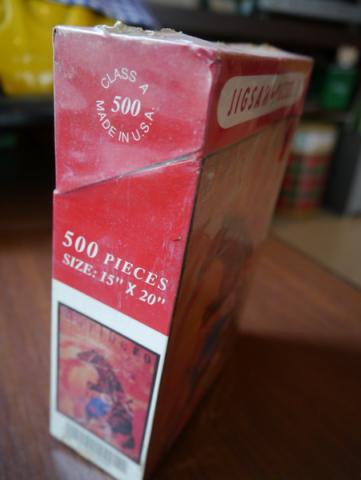 CLASS A
500
MADE IN U.S.A.
JIGSAW
500 PIECES
SIZE: 15" X 20"